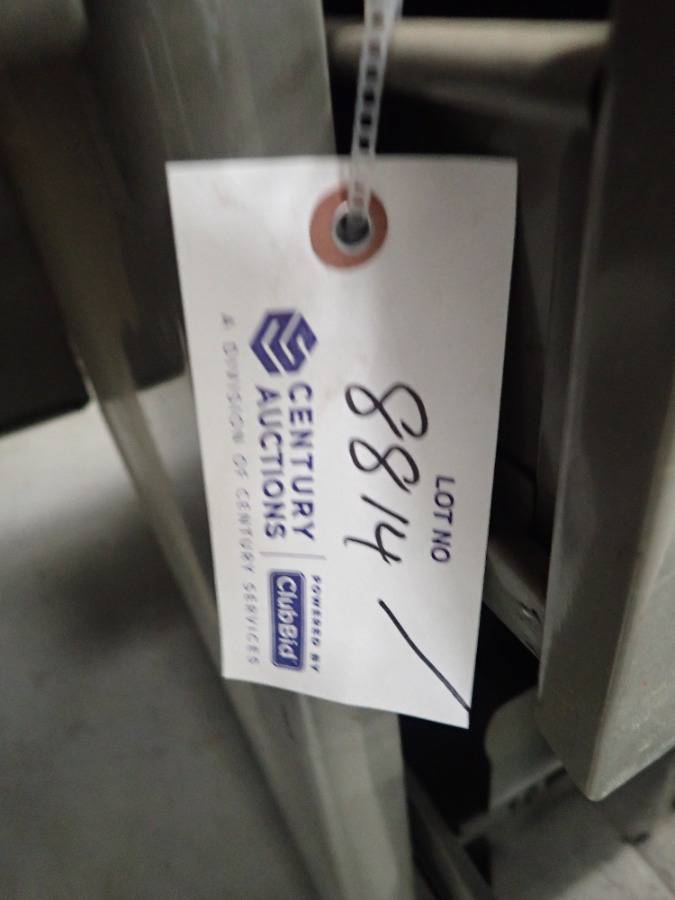 LOT NO
8814 /
CENTURY
AUCTIONS
POWERED BY
ClubBid
A DIVISION OF CENTURY SERVICES